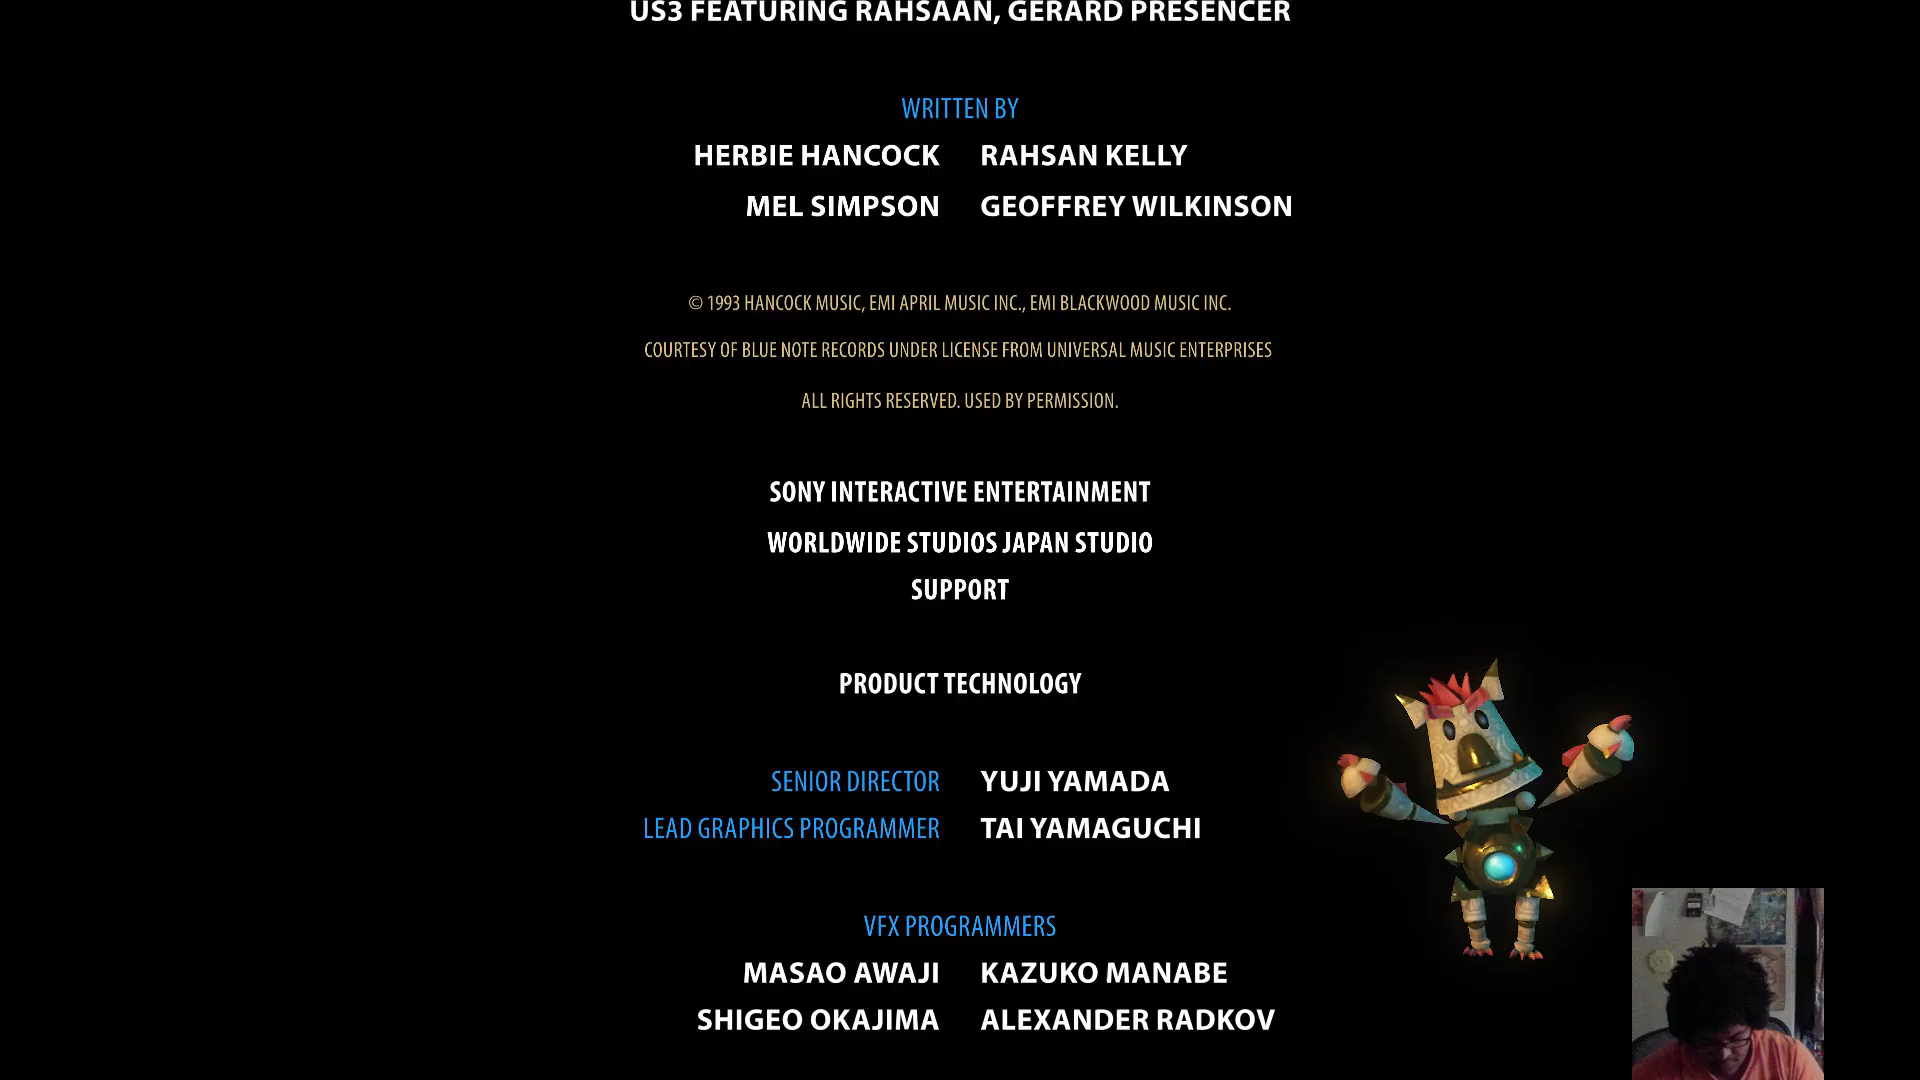 US3 FEATURING RAHSAAN, GERARD PRESENCER
WRITTEN BY
HERBIE HANCOCK RAHSAN KELLY
MEL SIMPSON GEOFFREY WILKINSON
© 1993 HANCOCK MUSIC, EMI APRIL MUSIC INC., EMI BLACKWOOD MUSIC INC.
COURTESY OF BLUE NOTE RECORDS UNDER LICENSE FROM UNIVERSAL MUSIC ENTERPRISES
ALL RIGHTS RESERVED. USED BY PERMISSION.
SONY INTERACTIVE ENTERTAINMENT
WORLDWIDE STUDIOS JAPAN STUDIO
SUPPORT
PRODUCT TECHNOLOGY
SENIOR DIRECTOR YUJI YAMADA
LEAD GRAPHICS PROGRAMMER TAI YAMAGUCHI
VFX PROGRAMMERS
MASAO AWAJI KAZUKO MANABE
SHIGEO OKAJIMA ALEXANDER RADKOV